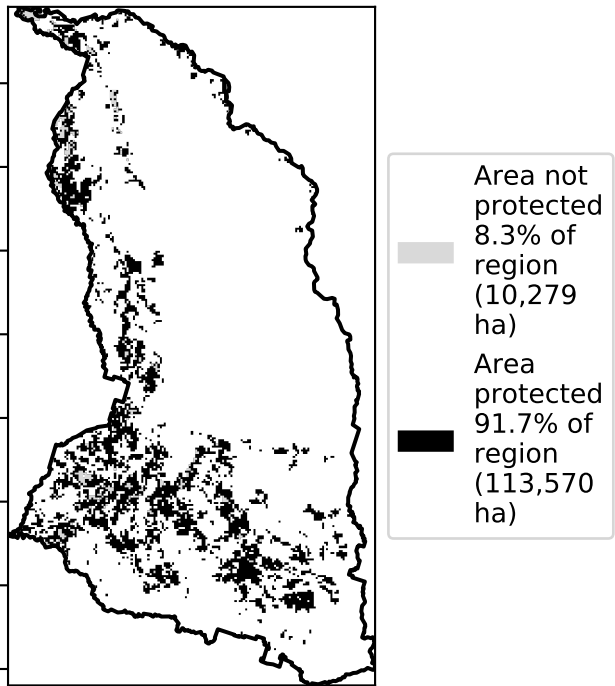 Area not
protected
8.3% of
region
(10,279
ha)
Area
protected
91.7% of
region
(113,570
ha)